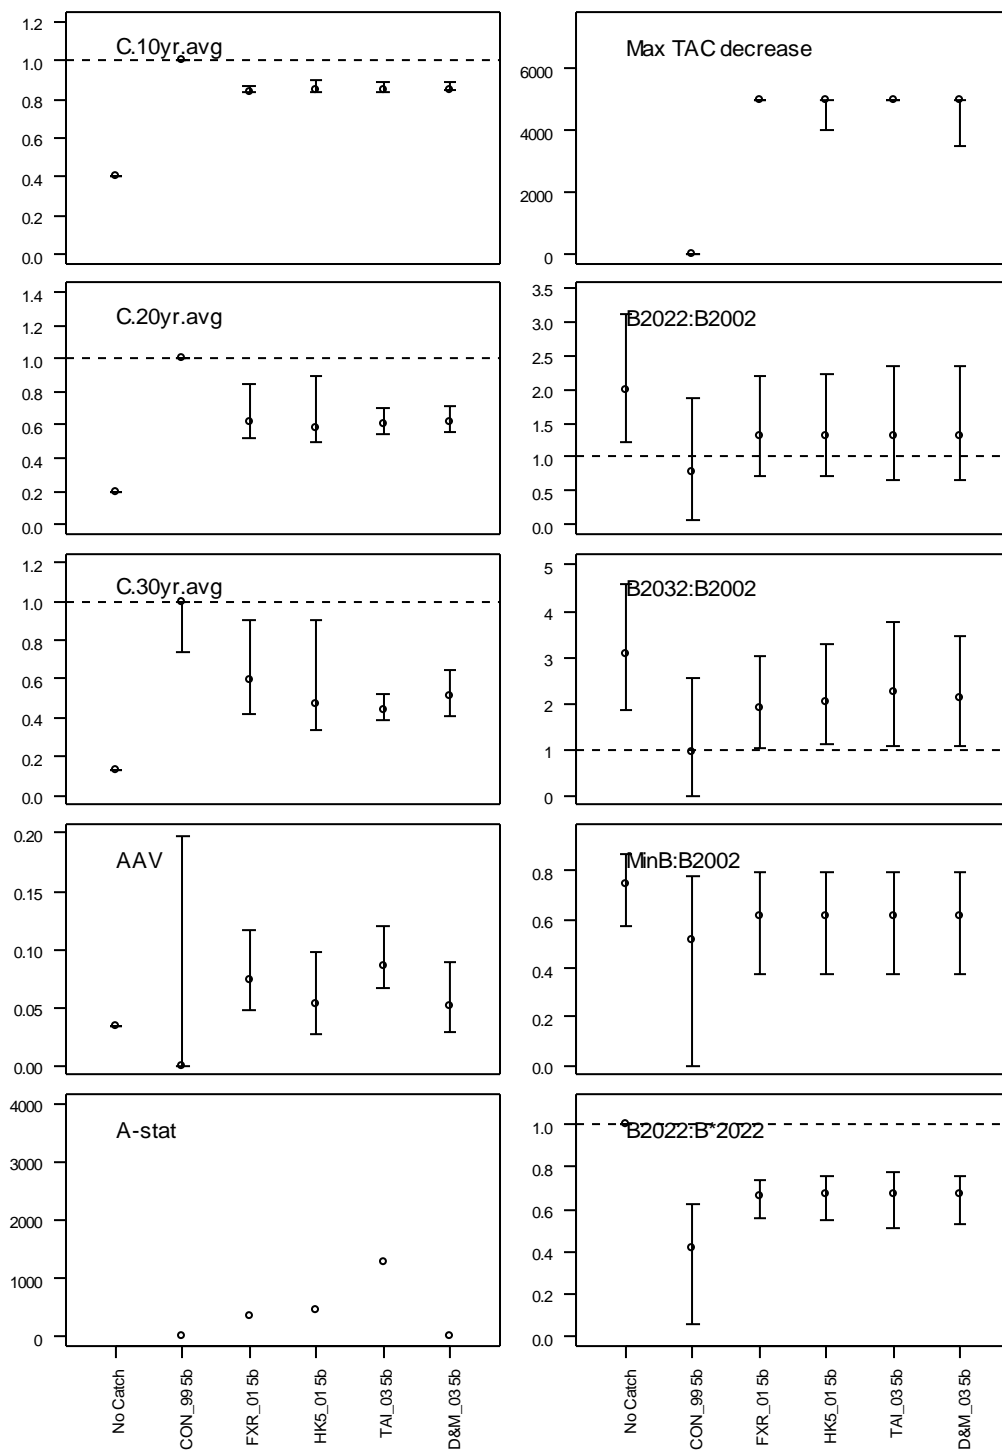 C.10yr.avg
1.2
1.0
0.8
0.6
0.4
0.2
0.0
Max TAC decrease
6000
4000
2000
0
C.20yr.avg
1.4
1.2
1.0
0.8
0.6
0.4
0.2
0.0
B2022:B2002
3.5
3.0
2.5
2.0
1.5
1.0
0.5
0.0
C.30yr.avg
1.2
1.0
0.8
0.6
0.4
0.2
0.0
B2032:B2002
5
4
3
2
1
0
AAV
0.20
0.15
0.10
0.05
0.00
MinB:B2002
0.8
0.6
0.4
0.2
0.0
A-stat
4000
3000
2000
1000
0
B2022:B*2022
1.0
0.8
0.6
0.4
0.2
0.0
No Catch
CON_99 5b
FXR_01 5b
HK5_01 5b
TAI_03 5b
D&M_03 5b
No Catch
CON_99 5b
FXR_01 5b
HK5_01 5b
TAI_03 5b
D&M_03 5b